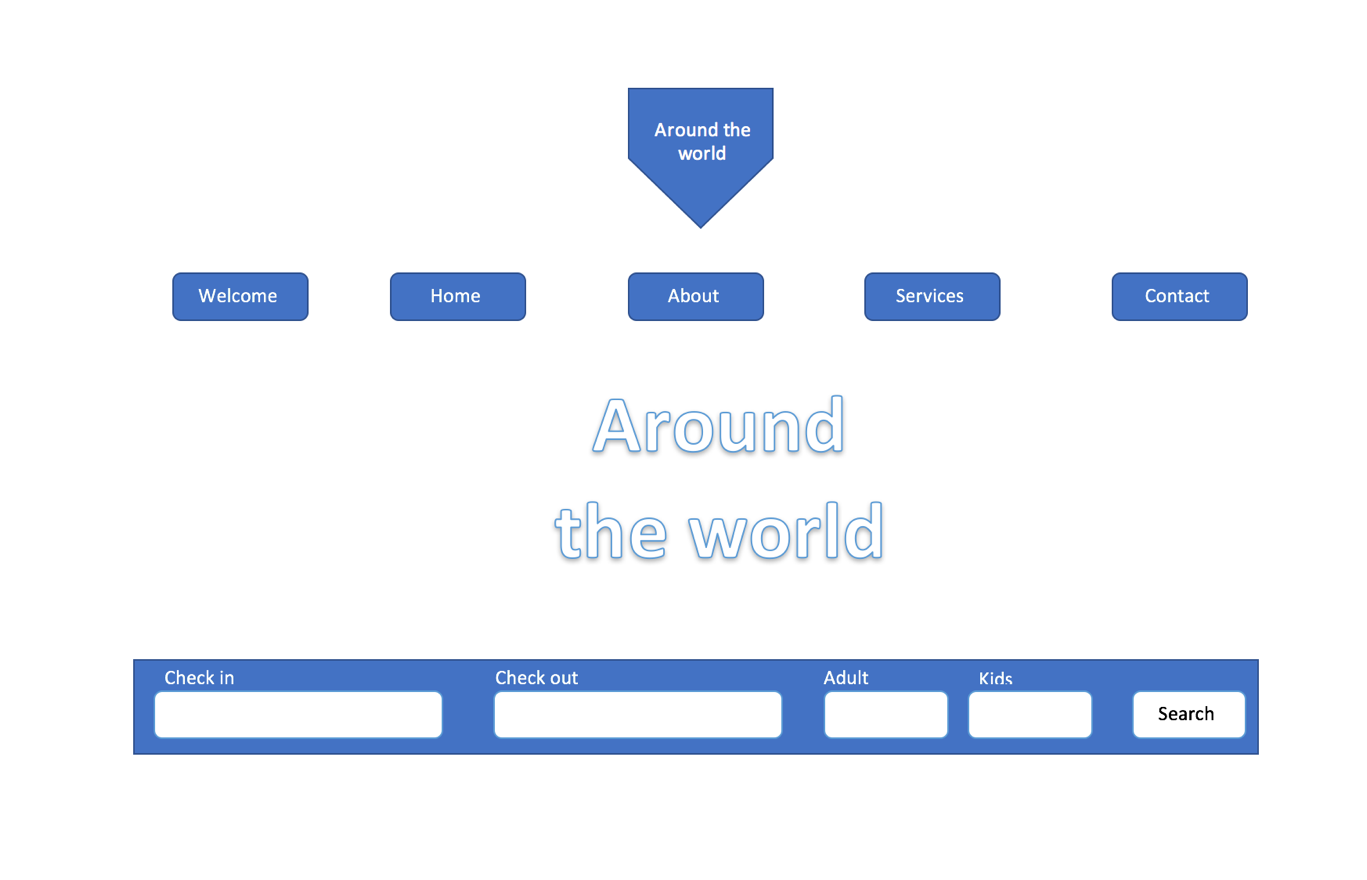 Around the
world
Welcome
Home
About
Services
Contact
Around
the world
Check in
Check out
Adult
Kids
Search